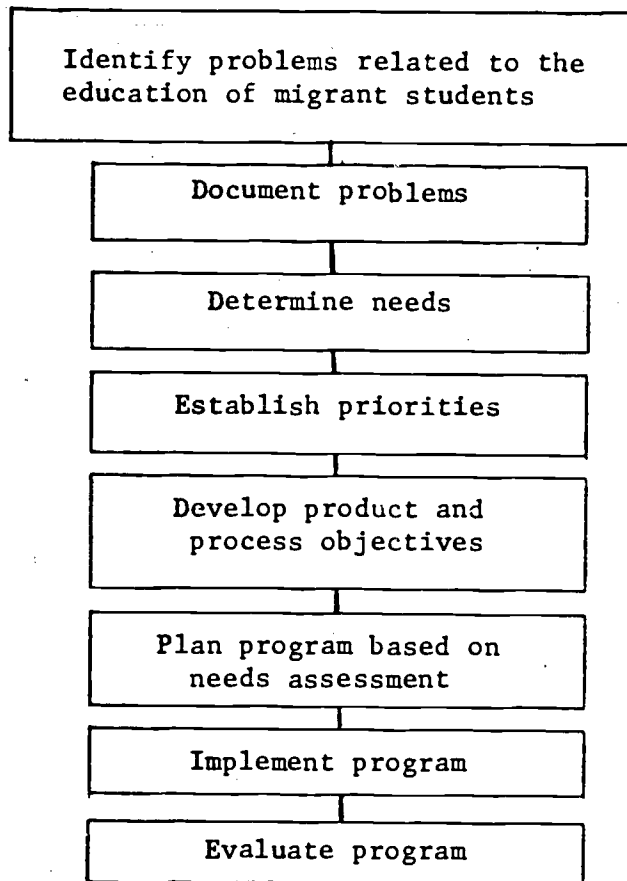 Identify problems related to the
education of migrant students
Document problems
Determine needs
Establish priorities
Develop product and
process objectives
Plan program based on
needs assessment
Implement program
Evaluate program